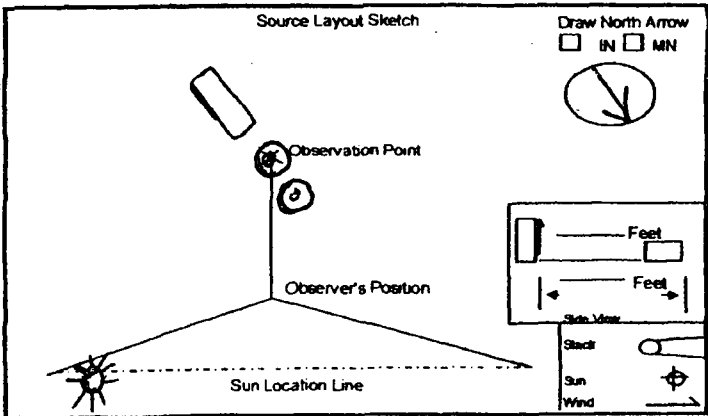 Source Layout Sketch
Draw North Arrow
IN MN
Observation Point
Feet
Observer's Position
Feet
Side View
Stack
Sun
Sun Location Line
Wind